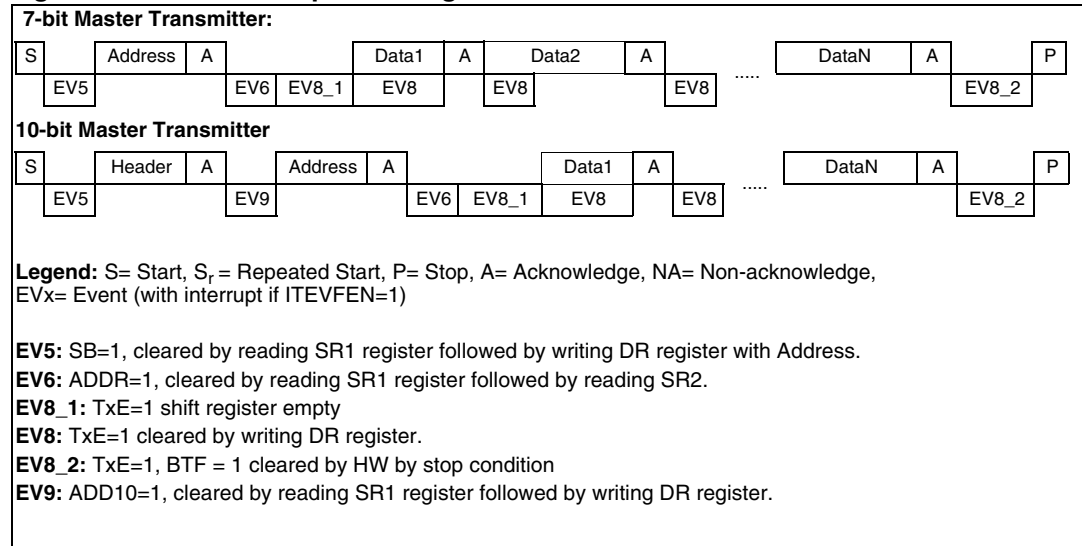 7-bit Master Transmitter:
S Address A Data1 A Data2 A ..... DataN A P
EV5 EV6 EV8_1 EV8 EV8 EV8 EV8_2
10-bit Master Transmitter
S Header A Address A Data1 A ..... DataN A P
EV5 EV9 EV6 EV8_1 EV8 EV8 EV8_2
Legend: S= Start, Sr = Repeated Start, P= Stop, A= Acknowledge, NA= Non-acknowledge,
EVx= Event (with interrupt if ITEVFEN=1)
EV5: SB=1, cleared by reading SR1 register followed by writing DR register with Address.
EV6: ADDR=1, cleared by reading SR1 register followed by reading SR2.
EV8_1: TxE=1 shift register empty
EV8: TxE=1 cleared by writing DR register.
EV8_2: TxE=1, BTF = 1 cleared by HW by stop condition
EV9: ADD10=1, cleared by reading SR1 register followed by writing DR register.